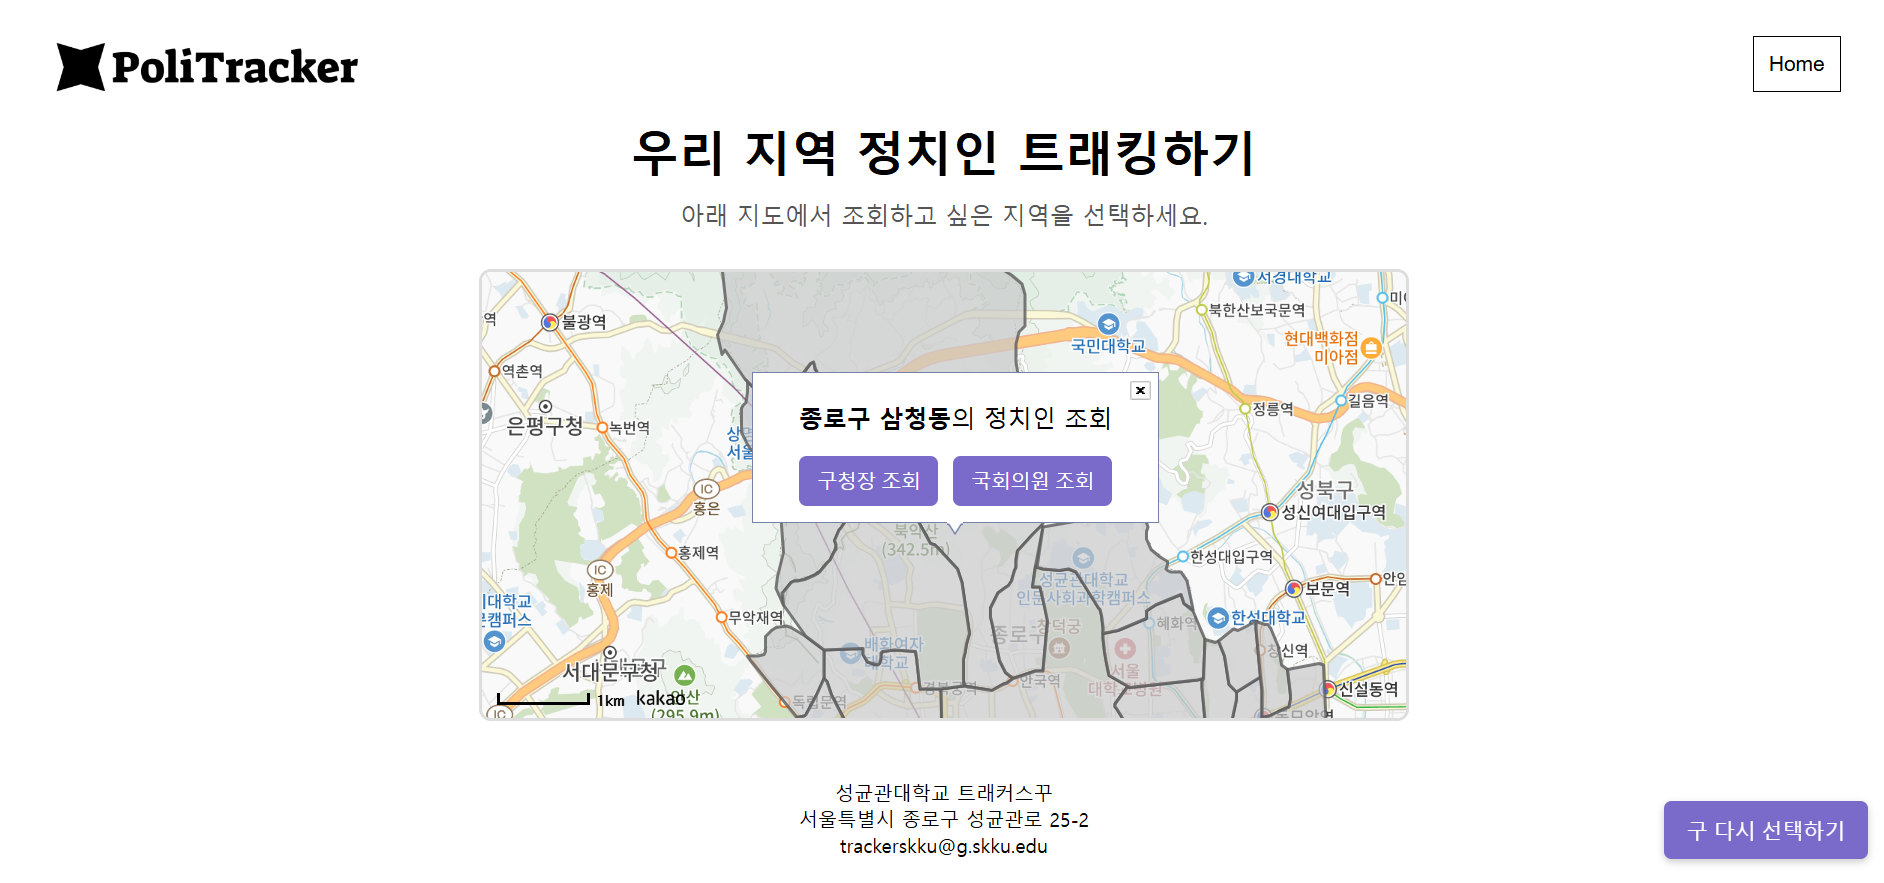 PoliTracker
Home
우리 지역 정치인 트래킹하기
아래 지도에서 조회하고 싶은 지역을 선택하세요.
서경대학교
불광역
북한산보국문역
국민대학교
현대백화점
미아점
역촌역
길음역
정릉역
은평구청
녹번역
종로구 삼청동의 정치인 조회
구청장 조회
국회의원 조회
IC
홍은
성북구
성신여대입구역
북악산
(342.5m)
홍제역
한성대입구역
성균관대학교
인문사회과학캠퍼스
IC
홍제
보문역
무악재역
한성대학교
창덕궁
종로구
혜화역
배화여자
대학교
창신역
서울
대학교병원
서대문구청
안국역
경복궁역
신설동역
독립문역
안산
(295.9m)
1km
kakao
IC
동묘앞역
성균관대학교 트래커스꾸
서울특별시 종로구 성균관로 25-2
trackerskku@g.skku.edu
구 다시 선택하기